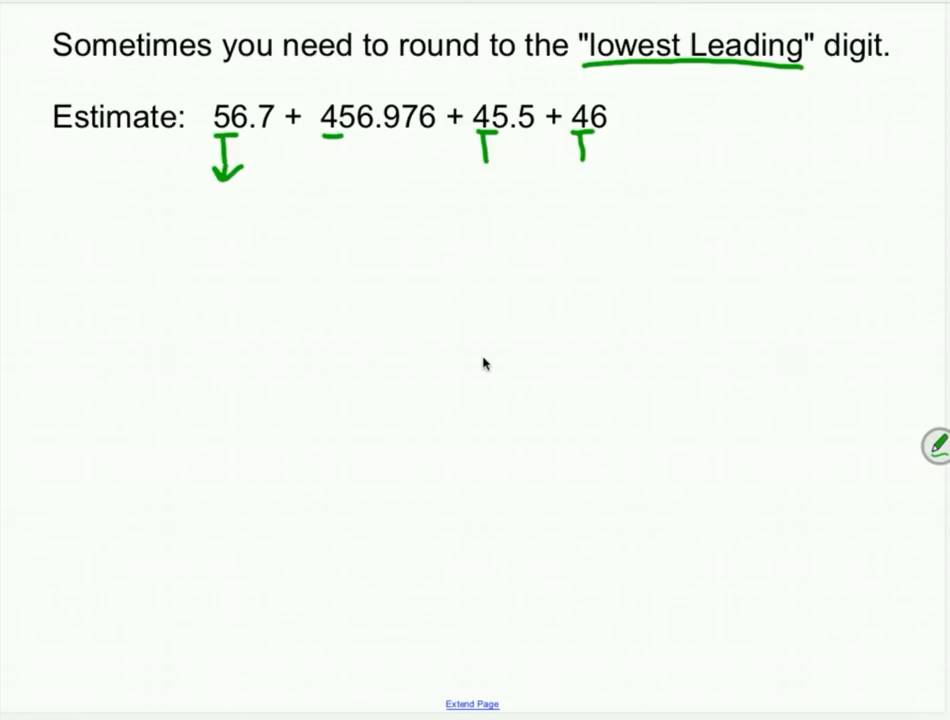 Sometimes you need to round to the "lowest Leading" digit.
Estimate: 56.7 + 456.976 + 45.5 + 46
Extend Page